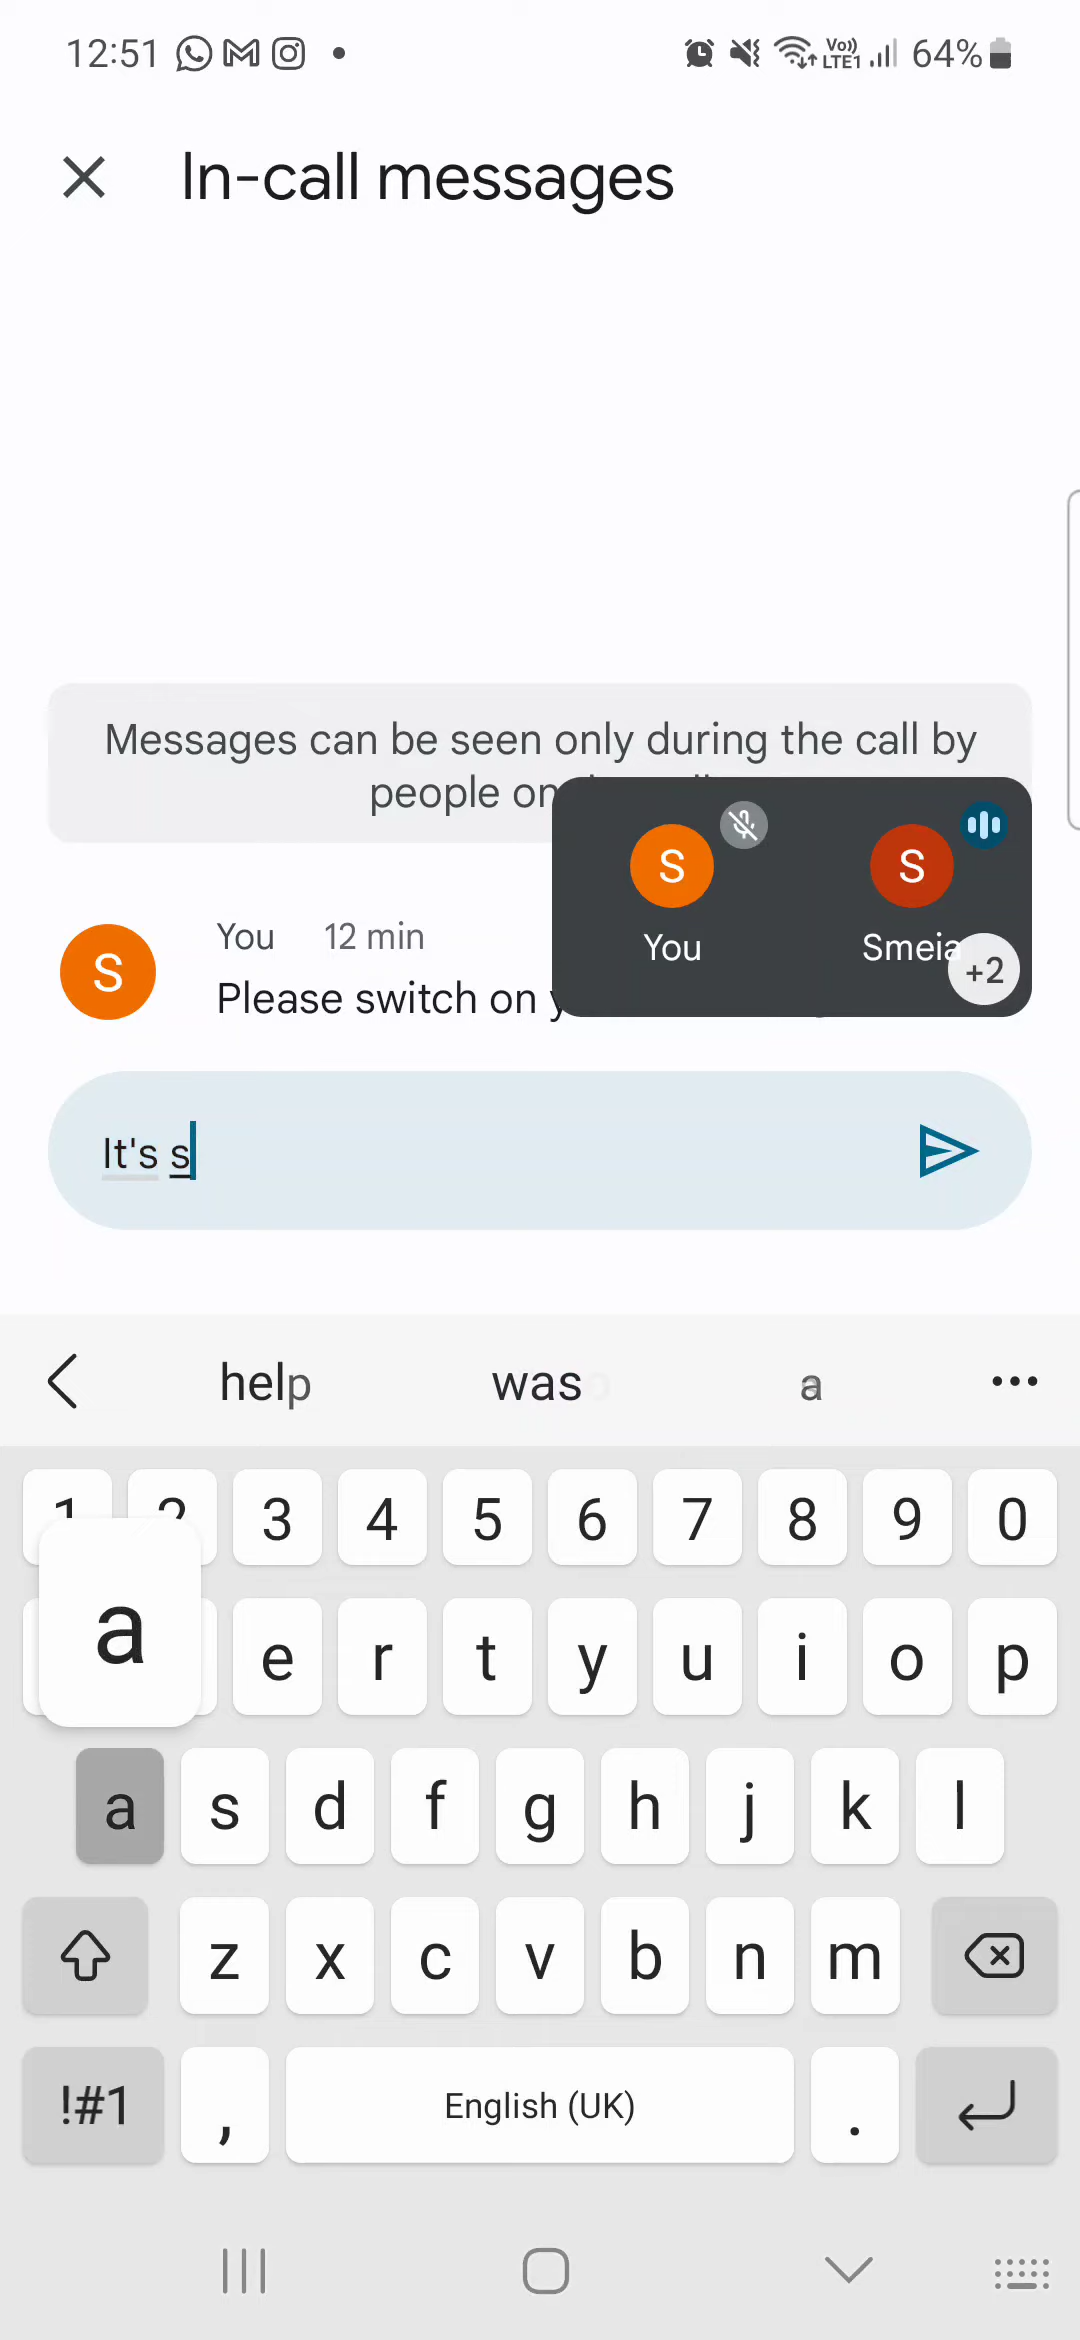 12:51 Vo)) LTE1 64%
In-call messages
Messages can be seen only during the call by
people on
S You 12 min
Please switch on
S S
You Smeia
+2
It's s
help was a
3 4 5 6 7 8 9 0
a e r t y u i o p
a s d f g h j k l
z x c v b n m
!#1 , English (UK) .